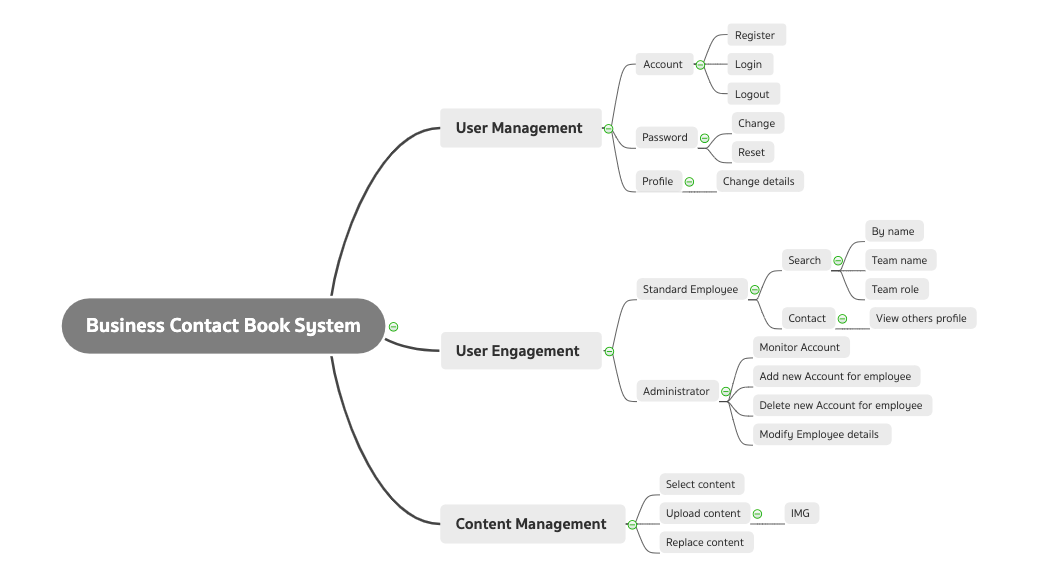 Business Contact Book System
User Management
Account
Register
Login
Logout
Password
Change
Reset
Profile
Change details
User Engagement
Standard Employee
Search
By name
Team name
Team role
Contact
View others profile
Administrator
Monitor Account
Add new Account for employee
Delete new Account for employee
Modify Employee details
Content Management
Select content
Upload content
IMG
Replace content